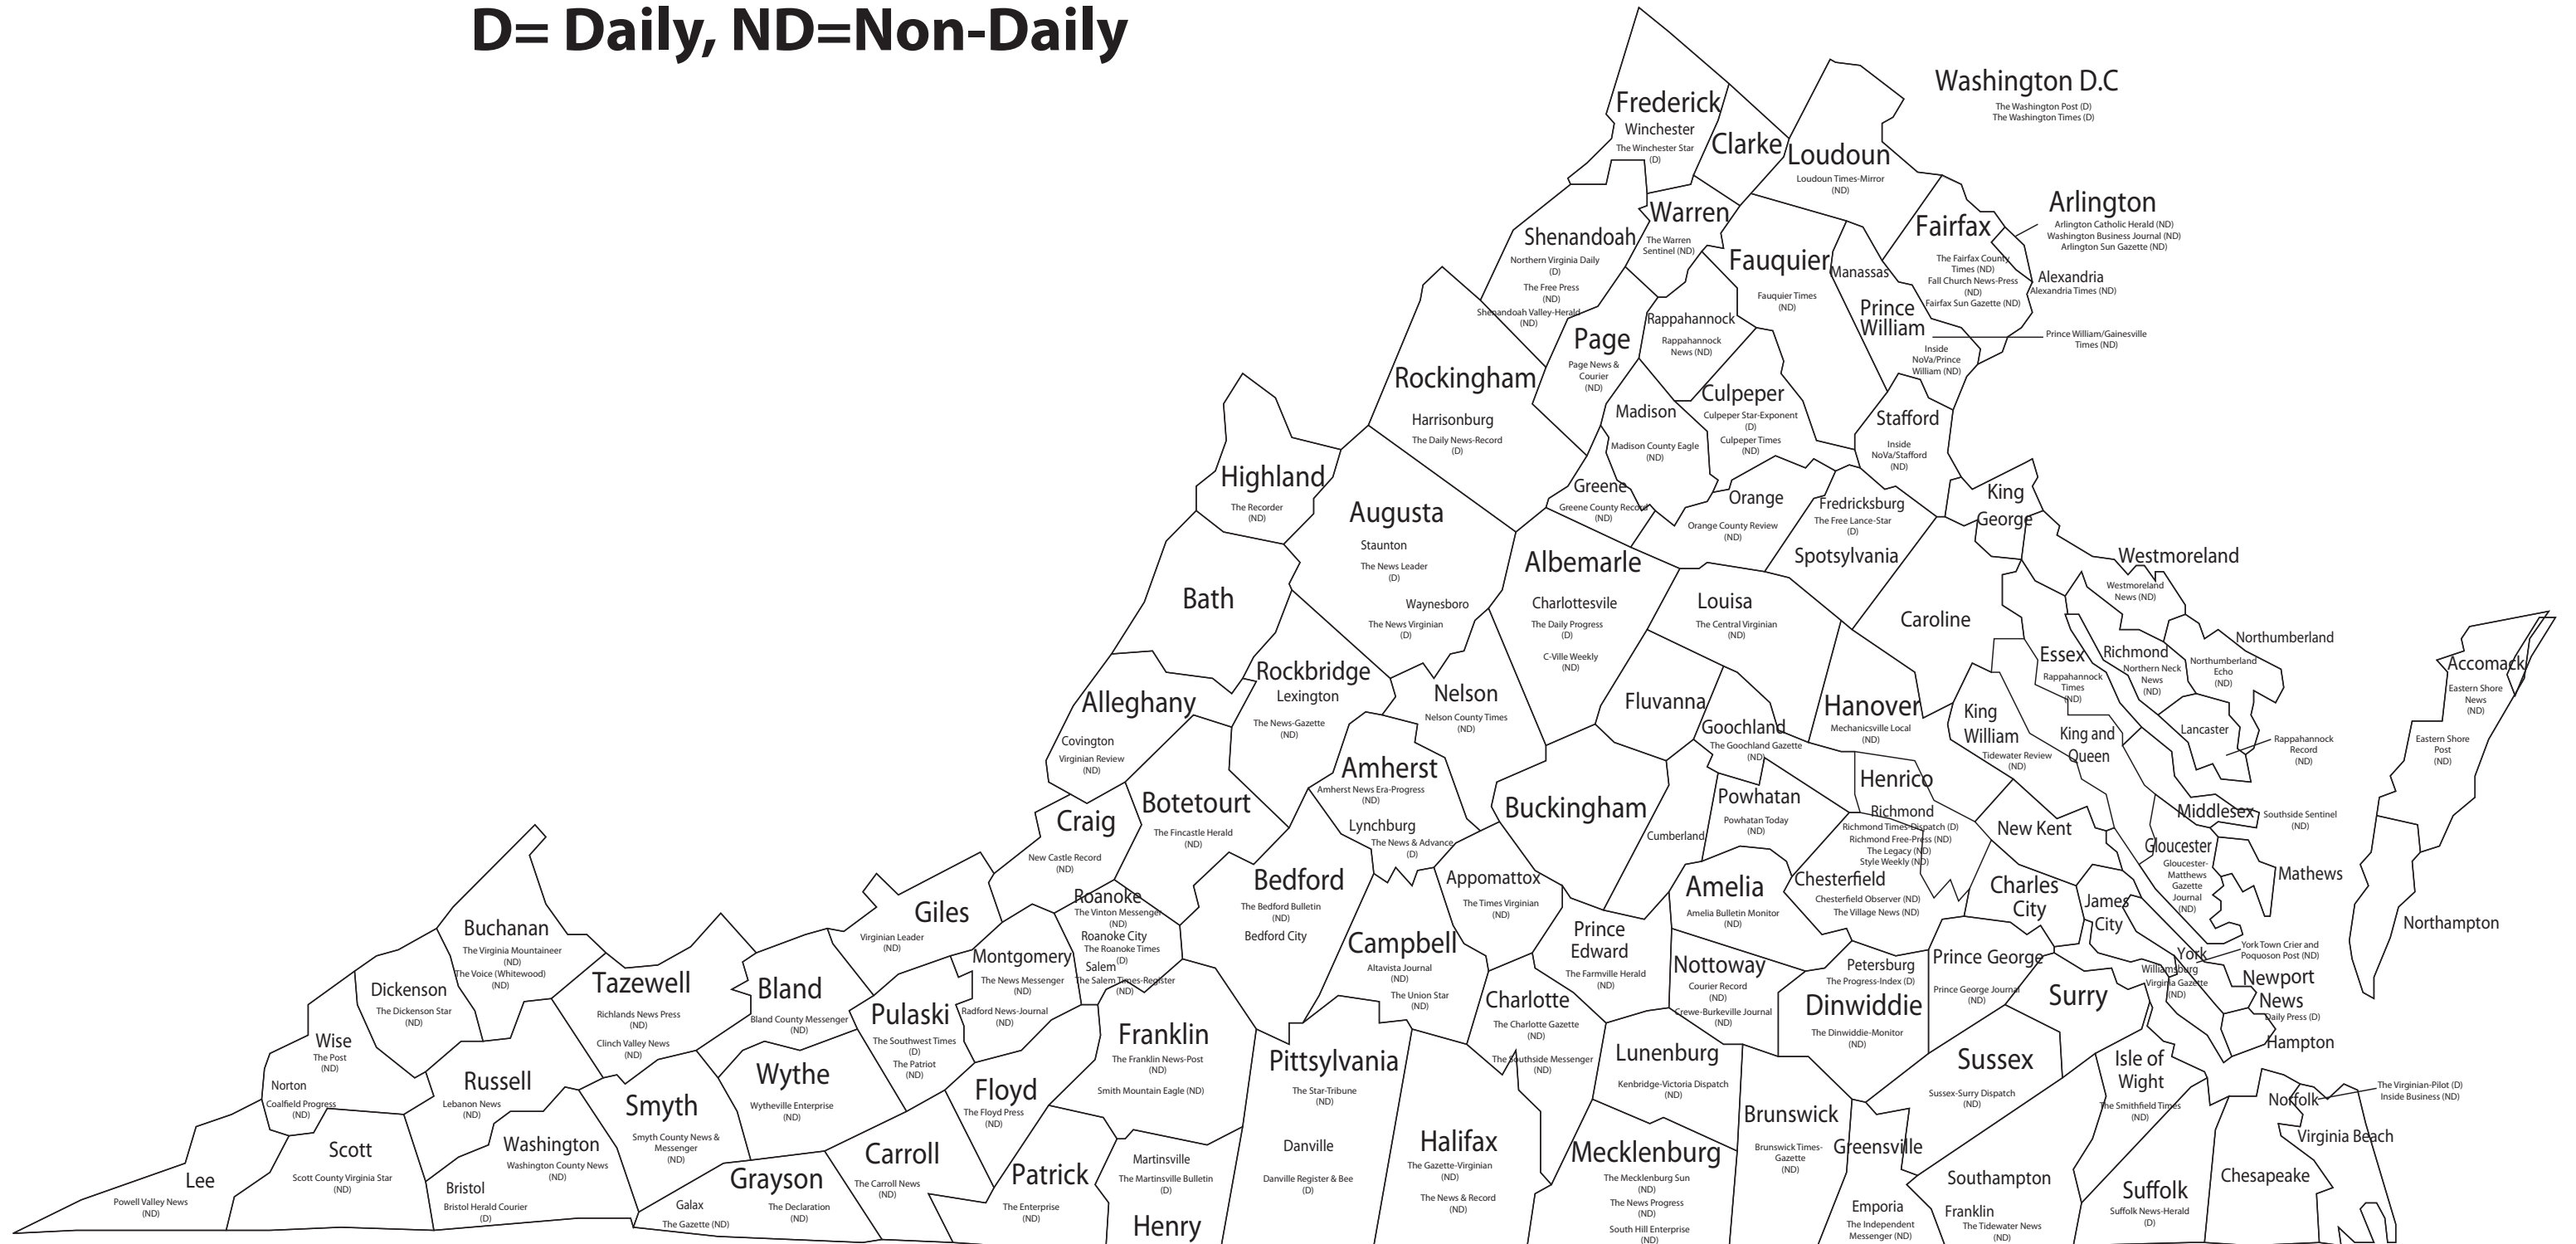 D= Daily, ND=Non-Daily
Washington D.C
The Washington Post (D)
The Washington Times (D)
Frederick
Winchester
The Winchester Star
(D)
Clarke
Loudoun
Loudoun Times-Mirror
(ND)
Arlington
Arlington Catholic Herald (ND)
Washington Business Journal (ND)
Arlington Sun Gazette (ND)
Fairfax
The Fairfax County
Times (ND)
Fall Church News-Press
(ND)
Fairfax Sun Gazette (ND)
Alexandria
Alexandria Times (ND)
Warren
The Warren
Sentinel (ND)
Shenandoah
Northern Virginia Daily
(D)
The Free Press
(ND)
Shenandoah Valley-Herald
(ND)
Fauquier
Fauquier Times
(ND)
Manassas
Prince
William
Inside
NoVa/Prince
William (ND)
Prince William/Gainesville
Times (ND)
Rappahannock
Rappahannock
News (ND)
Page
Page News &
Courier
(ND)
Rockingham
Harrisonburg
The Daily News-Record
(D)
Culpeper
Culpeper Star-Exponent
(D)
Culpeper Times
(ND)
Madison
Madison County Eagle
(ND)
Stafford
Inside
NoVa/Stafford
(ND)
Highland
The Recorder
(ND)
Greene
Greene County Record
(ND)
Orange
Orange County Review
(ND)
Fredricksburg
The Free Lance-Star
(D)
Spotsylvania
King
George
Augusta
Staunton
The News Leader
(D)
Waynesboro
The News Virginian
(D)
Albemarle
Charlottesvile
The Daily Progress
(D)
C-Ville Weekly
(ND)
Louisa
The Central Virginian
(ND)
Caroline
Westmoreland
Westmoreland
News (ND)
Northumberland
Northumberland
Echo
(ND)
Richmond
Northern Neck
News
(ND)
Essex
Rappahannock
Times
(ND)
Accomack
Eastern Shore
News
(ND)
Eastern Shore
Post
(ND)
Bath
Rockbridge
Lexington
The News-Gazette
(ND)
Nelson
Nelson County Times
(ND)
Fluvanna
Goochland
The Goochland Gazette
(ND)
Hanover
Mechanicsville Local
(ND)
King
William
Tidewater Review
(ND)
King and
Queen
Lancaster
Rappahannock
Record
(ND)
Alleghany
Covington
Virginian Review
(ND)
Amherst
Amherst News Era-Progress
(ND)
Lynchburg
The News & Advance
(D)
Buckingham
Cumberland
Powhatan
Powhatan Today
(ND)
Henrico
Richmond
Richmond Times-Dispatch (D)
Richmond Free-Press (ND)
The Legacy (ND)
Style Weekly (ND)
New Kent
Middlesex
Southside Sentinel
(ND)
Gloucester
Gloucester-
Matthews
Gazette
Journal
(ND)
Mathews
Craig
New Castle Record
(ND)
Botetourt
The Fincastle Herald
(ND)
Roanoke
The Vinton Messenger
(ND)
Roanoke City
The Roanoke Times
(D)
Salem
The Salem Times-Register
(ND)
Bedford
The Bedford Bulletin
(ND)
Bedford City
Appomattox
The Times Virginian
(ND)
Amelia
Amelia Bulletin Monitor
(ND)
Chesterfield
Chesterfield Observer (ND)
The Village News (ND)
Charles
City
James
City
Northampton
Giles
Virginian Leader
(ND)
Buchanan
The Virginia Mountaineer
(ND)
The Voice (Whitewood)
(ND)
Montgomery
The News Messenger
(ND)
Radford News-Journal
(ND)
Campbell
Altavista Journal
(ND)
The Union Star
(ND)
Prince
Edward
The Farmville Herald
(ND)
Nottoway
Courier Record
(ND)
Crewe-Burkeville Journal
(ND)
Petersburg
The Progress-Index (D)
Dinwiddie
The Dinwiddie-Monitor
(ND)
Prince George
Prince George Journal
(ND)
Surry
York
York Town Crier and
Poquoson Post (ND)
Williamsburg
Virginia Gazette
(ND)
Newport
News
Daily Press (D)
Hampton
Dickenson
The Dickenson Star
(ND)
Tazewell
Richlands News Press
(ND)
Clinch Valley News
(ND)
Bland
Bland County Messenger
(ND)
Pulaski
The Southwest Times
(D)
The Patriot
(ND)
Charlotte
The Charlotte Gazette
(ND)
The Southside Messenger
(ND)
Wise
The Post
(ND)
Norton
Coalfield Progress
(ND)
Russell
Lebanon News
(ND)
Wythe
Wytheville Enterprise
(ND)
Floyd
The Floyd Press
(ND)
Franklin
The Franklin News-Post
(ND)
Smith Mountain Eagle (ND)
Pittsylvania
The Star-Tribune
(ND)
Danville
Danville Register & Bee
(D)
Lunenburg
Kenbridge-Victoria Dispatch
(ND)
Sussex
Sussex-Surry Dispatch
(ND)
Isle of
Wight
The Smithfield Times
(ND)
Norfolk
The Virginian-Pilot (D)
Inside Business (ND)
Virginia Beach
Chesapeake
Smyth
Smyth County News &
Messenger
(ND)
Washington
Washington County News
(ND)
Bristol
Bristol Herald Courier
(D)
Scott
Scott County Virginia Star
(ND)
Lee
Powell Valley News
(ND)
Grayson
Galax
The Gazette (ND)
The Declaration
(ND)
Carroll
The Carroll News
(ND)
Patrick
The Enterprise
(ND)
Martinsville
The Martinsville Bulletin
(D)
Henry
Halifax
The Gazette-Virginian
(ND)
The News & Record
(ND)
Mecklenburg
The Mecklenburg Sun
(ND)
The News Progress
(ND)
South Hill Enterprise
(ND)
Brunswick
Brunswick Times-
Gazette
(ND)
Greensville
Emporia
The Independent
Messenger (ND)
Southampton
Franklin
The Tidewater News
(ND)
Suffolk
Suffolk News-Herald
(D)